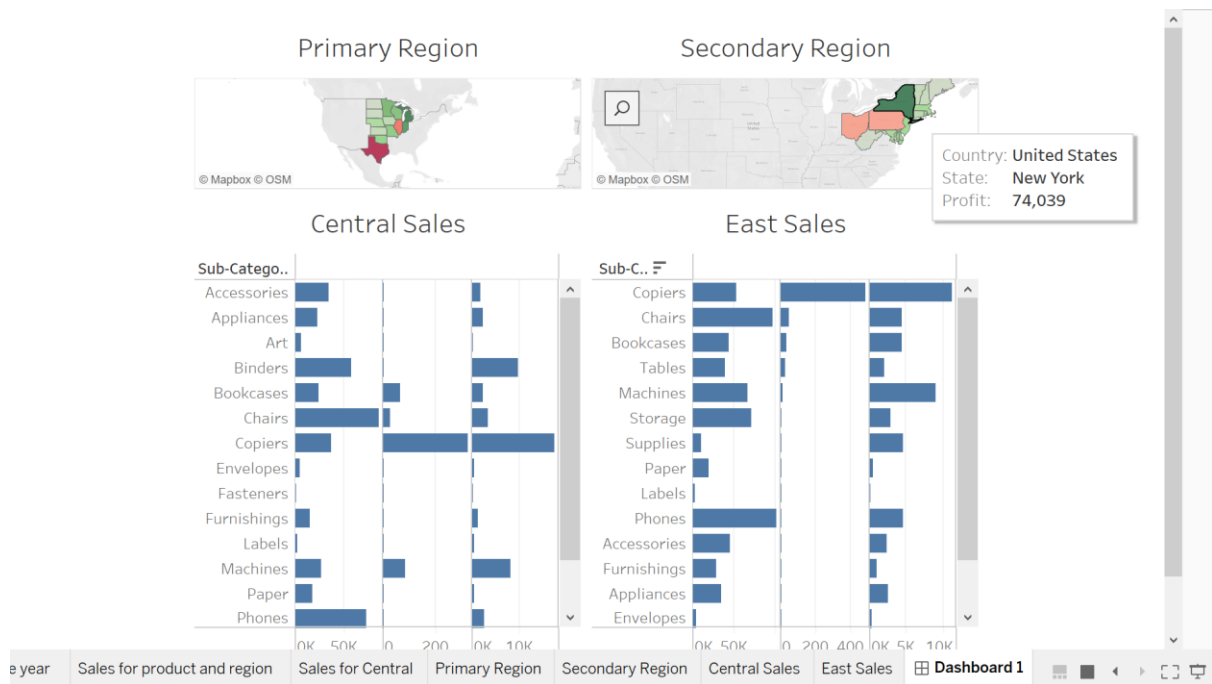 Primary Region
Secondary Region
© Mapbox © OSM
© Mapbox © OSM
Country: United States
State: New York
Profit: 74,039
Central Sales
East Sales
Sub-Catego..
Accessories
Appliances
Art
Binders
Bookcases
Chairs
Copiers
Envelopes
Fasteners
Furnishings
Labels
Machines
Paper
Phones
0K 50K 0 200 0K 10K
Sub-C..
Copiers
Chairs
Bookcases
Tables
Machines
Storage
Supplies
Paper
Labels
Phones
Accessories
Furnishings
Appliances
Envelopes
0K 50K 0 200 400 0K 5K 10K
e year Sales for product and region Sales for Central Primary Region Secondary Region Central Sales East Sales Dashboard 1